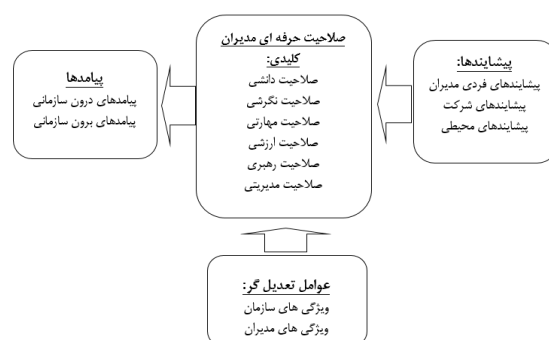 پیشایندها:
پیشایندهای فردی مدیران
پیشایندهای شرکت
پیشایندهای محیطی
صلاحیت حرفه ای مدیران
کلیدی:
صلاحیت دانشی
صلاحیت نگرشی
صلاحیت مهارتی
صلاحیت ارزشی
صلاحیت رهبری
صلاحیت مدیریتی
پیامدها
پیامدهای درون سازمانی
پیامدهای برون سازمانی
عوامل تعدیل گر:
ویژگی های سازمان
ویژگی های مدیران